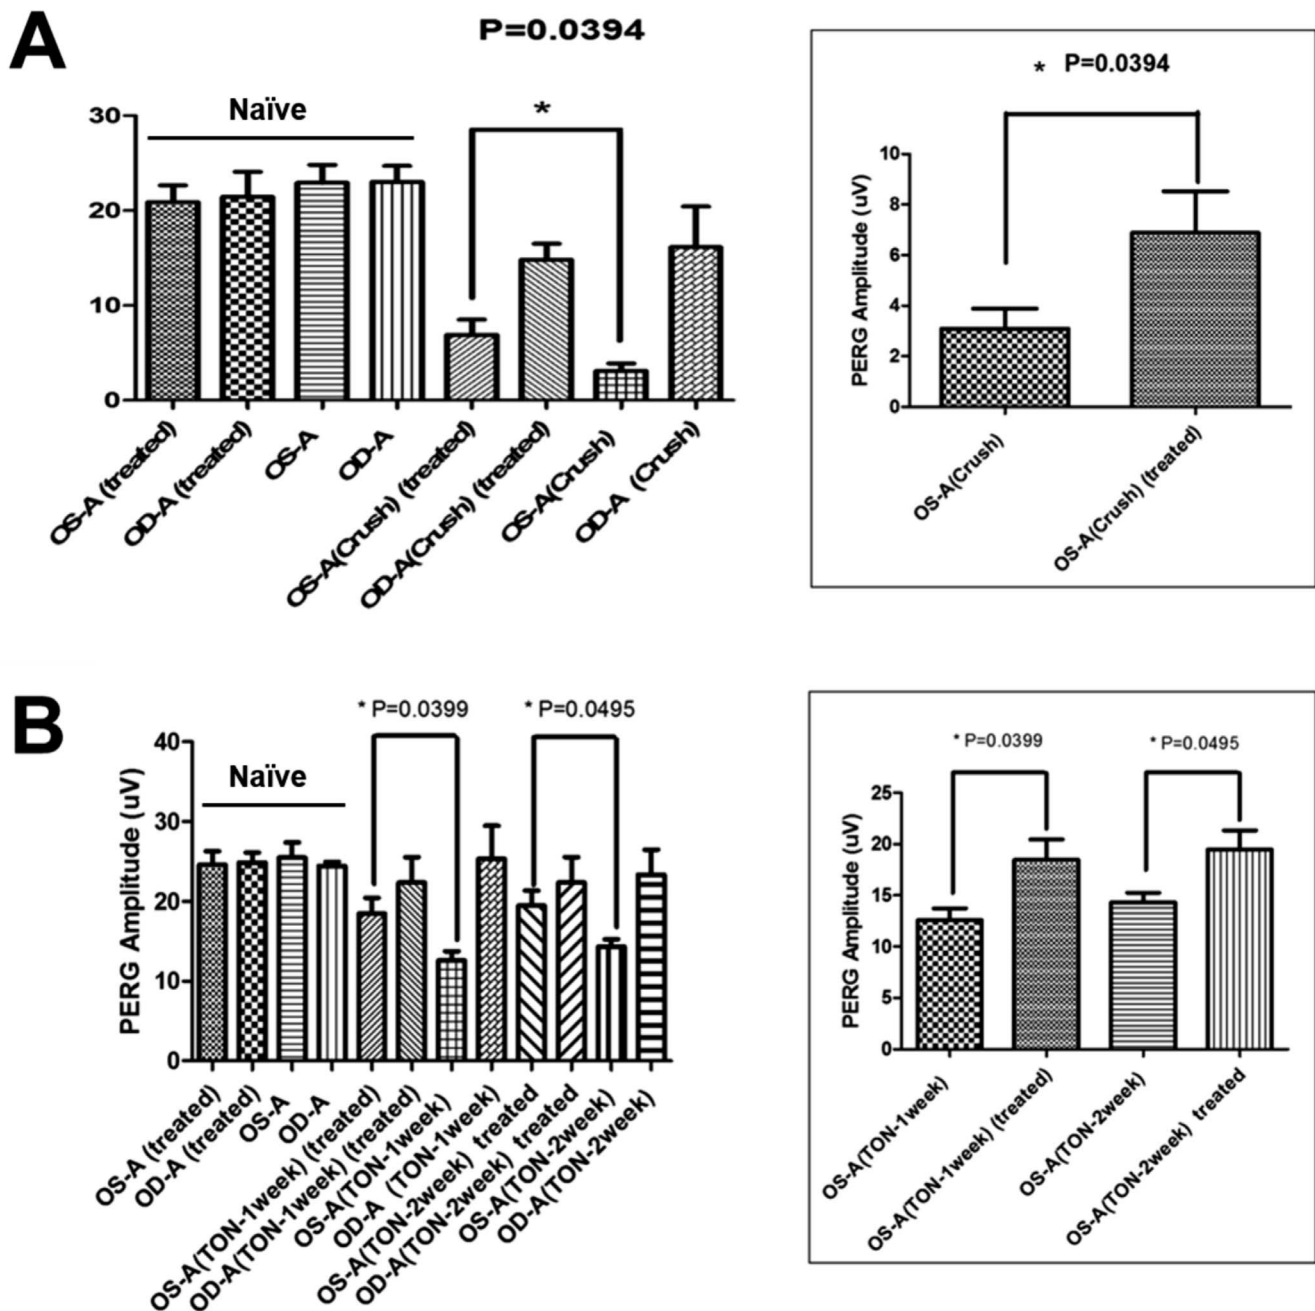 A
P=0.0394
Naïve
*
30
20
10
0
OS-A (treated)
OD-A (treated)
OS-A
OD-A
OS-A(Crush) (treated)
OD-A(Crush) (treated)
OS-A(Crush)
OD-A (Crush)
* P=0.0394
PERG Amplitude (uV)
10
8
6
4
2
0
OS-A(Crush)
OS-A(Crush) (treated)
B
* P=0.0399
* P=0.0495
Naïve
PERG Amplitude (uV)
40
30
20
10
0
OS-A (treated)
OD-A (treated)
OS-A
OD-A
OS-A(TON-1week) (treated)
OD-A(TON-1week) (treated)
OS-A(TON-1week)
OD-A (TON-1week)
OS-A(TON-2week) treated
OD-A(TON-2week) treated
OS-A(TON-2week)
OD-A(TON-2week)
* P=0.0399
* P=0.0495
PERG Amplitude (uV)
25
20
15
10
5
0
OS-A(TON-1week)
OS-A(TON-1week) (treated)
OS-A(TON-2week)
OS-A(TON-2week) treated